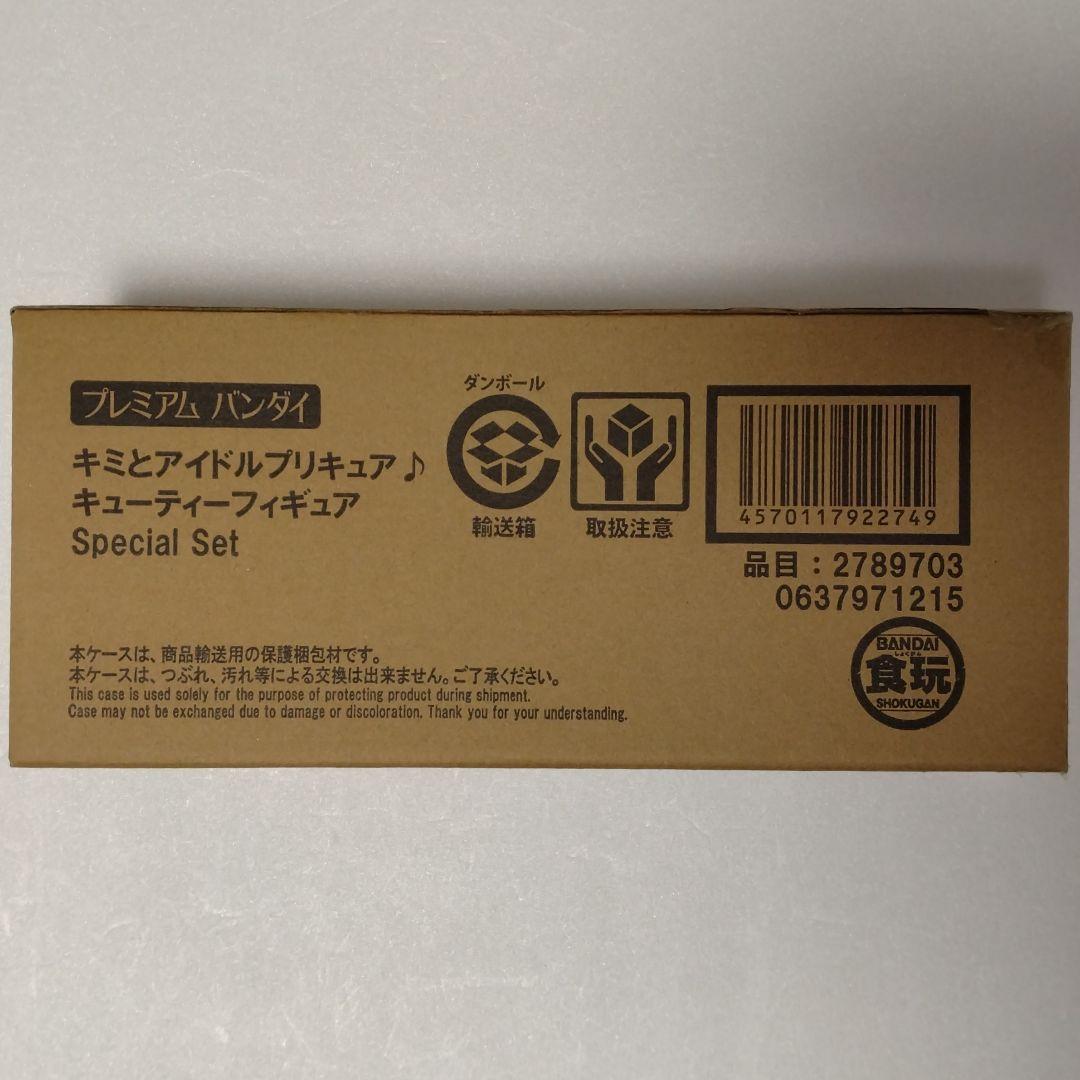 プレミアム バンダイ
キミとアイドルプリキュア♪
キューティーフィギュア
Special Set
ダンボール
輸送箱
取扱注意
4570117922749
品目：2789703
0637971215
本ケースは、商品輸送用の保護梱包材です。
本ケースは、つぶれ、汚れ等による交換は出来ません。ご了承ください。
This case is used solely for the purpose of protecting product during shipment.
Case may not be exchanged due to damage or discoloration. Thank you for your understanding.
BANDAI
しょくがん
食玩
SHOKUGAN